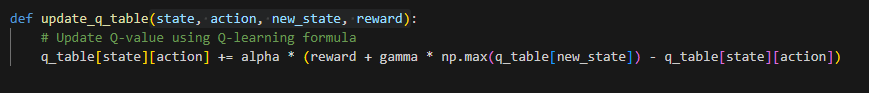 def update_q_table(state, action, new_state, reward):
    # Update Q-value using Q-learning formula
    q_table[state][action] += alpha * (reward + gamma * np.max(q_table[new_state]) - q_table[state][action])